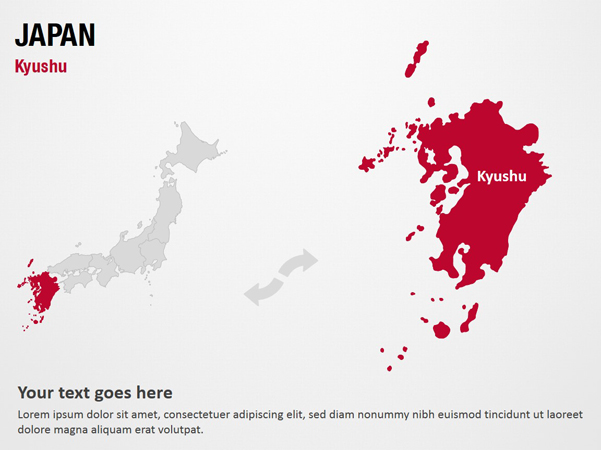 JAPAN
Kyushu
Kyushu
Your text goes here
Lorem ipsum dolor sit amet, consectetuer adipiscing elit, sed diam nonummy nibh euismod tincidunt ut laoreet
dolore magna aliquam erat volutpat.